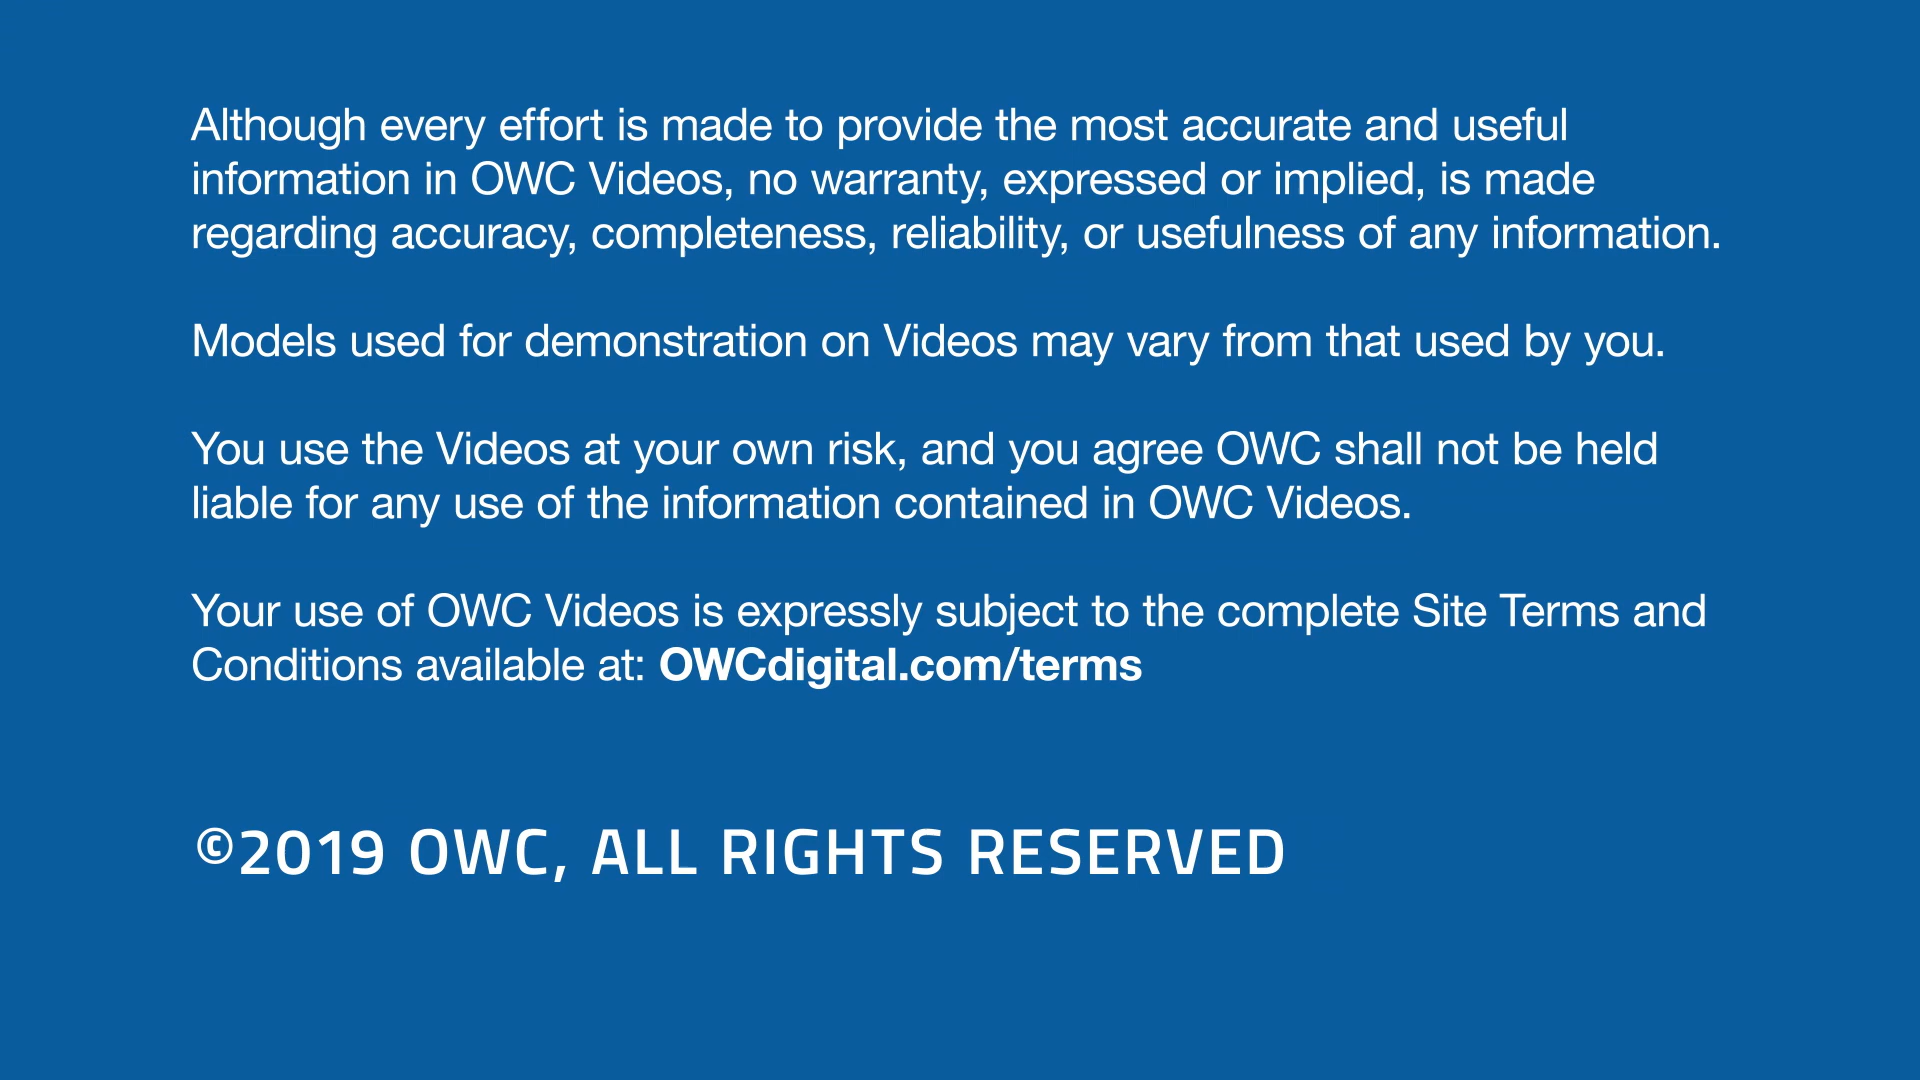 Although every effort is made to provide the most accurate and useful
information in OWC Videos, no warranty, expressed or implied, is made
regarding accuracy, completeness, reliability, or usefulness of any information.
Models used for demonstration on Videos may vary from that used by you.
You use the Videos at your own risk, and you agree OWC shall not be held
liable for any use of the information contained in OWC Videos.
Your use of OWC Videos is expressly subject to the complete Site Terms and
Conditions available at: OWCdigital.com/terms
©2019 OWC, ALL RIGHTS RESERVED